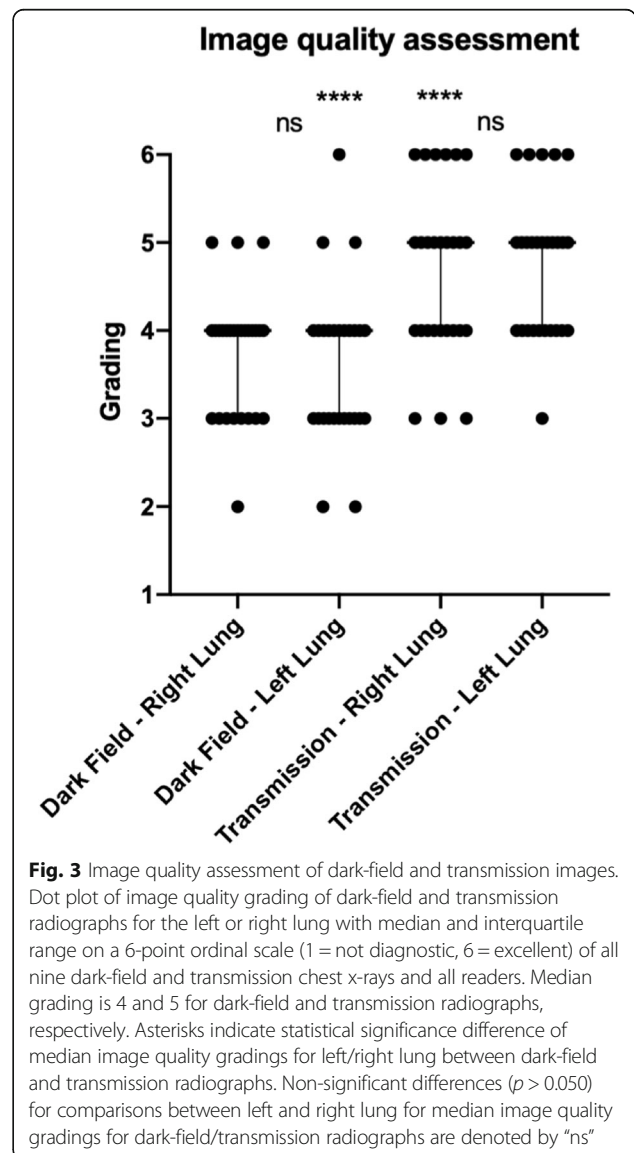 Image quality assessment
**** ****
ns ns
6
5
4
3
2
1
Grading
Dark Field - Right Lung
Dark Field - Left Lung
Transmission - Right Lung
Transmission - Left Lung
Fig. 3 Image quality assessment of dark-field and transmission images.
Dot plot of image quality grading of dark-field and transmission
radiographs for the left or right lung with median and interquartile
range on a 6-point ordinal scale (1 = not diagnostic, 6 = excellent) of all
nine dark-field and transmission chest x-rays and all readers. Median
grading is 4 and 5 for dark-field and transmission radiographs,
respectively. Asterisks indicate statistical significance difference of
median image quality gradings for left/right lung between dark-field
and transmission radiographs. Non-significant differences (p > 0.050)
for comparisons between left and right lung for median image quality
gradings for dark-field/transmission radiographs are denoted by “ns”